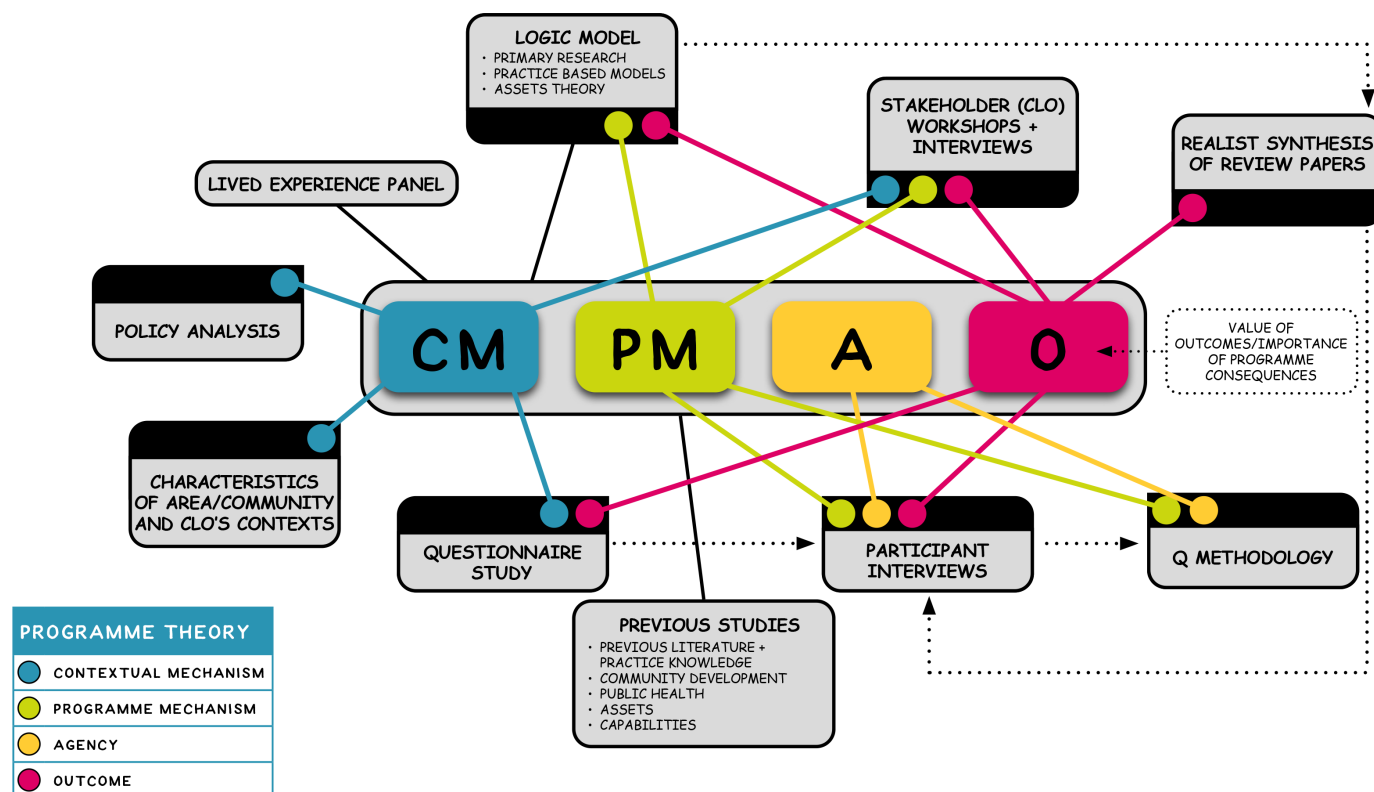 LOGIC MODEL
• PRIMARY RESEARCH
• PRACTICE BASED MODELS
• ASSETS THEORY
STAKEHOLDER (CLO)
WORKSHOPS +
INTERVIEWS
REALIST SYNTHESIS
OF REVIEW PAPERS
LIVED EXPERIENCE PANEL
POLICY ANALYSIS
CM
PM
A
O
VALUE OF
OUTCOMES/IMPORTANCE
OF PROGRAMME
CONSEQUENCES
CHARACTERISTICS
OF AREA/COMMUNITY
AND CLO'S CONTEXTS
QUESTIONNAIRE
STUDY
PARTICIPANT
INTERVIEWS
Q METHODOLOGY
PREVIOUS STUDIES
• PREVIOUS LITERATURE +
PRACTICE KNOWLEDGE
• COMMUNITY DEVELOPMENT
• PUBLIC HEALTH
• ASSETS
• CAPABILITIES
PROGRAMME THEORY
CONTEXTUAL MECHANISM
PROGRAMME MECHANISM
AGENCY
OUTCOME